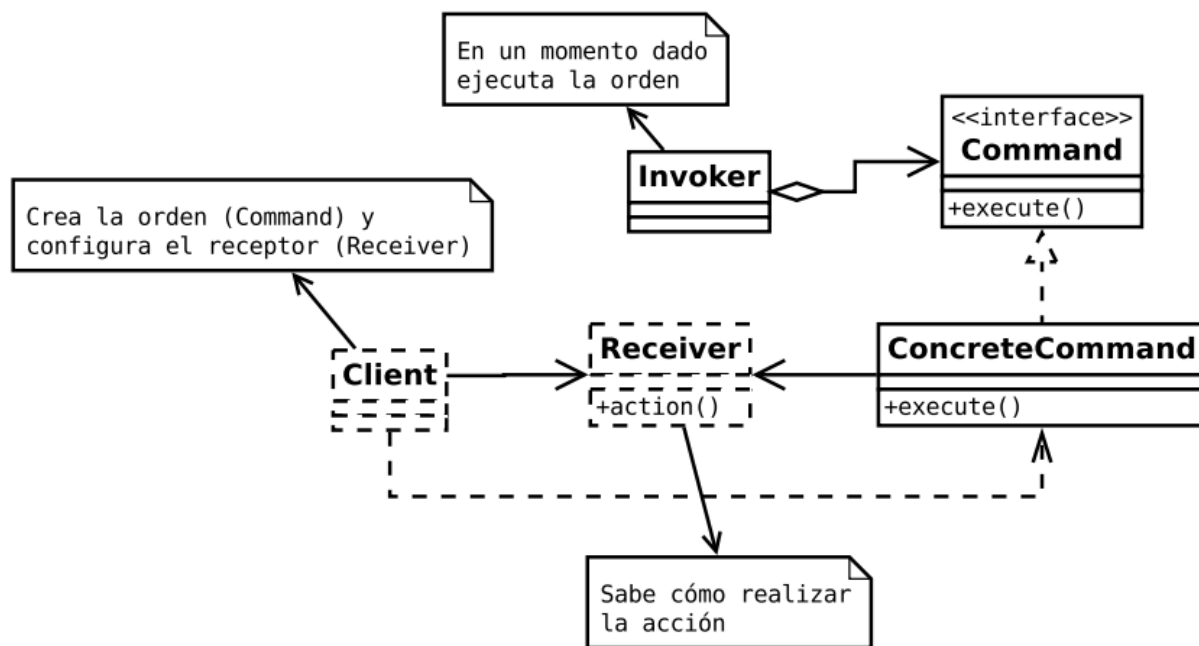 En un momento dado
ejecuta la orden
<<interface>>
Command
+execute()
Invoker
Crea la orden (Command) y
configura el receptor (Receiver)
Client
Receiver
+action()
ConcreteCommand
+execute()
Sabe cómo realizar
la acción